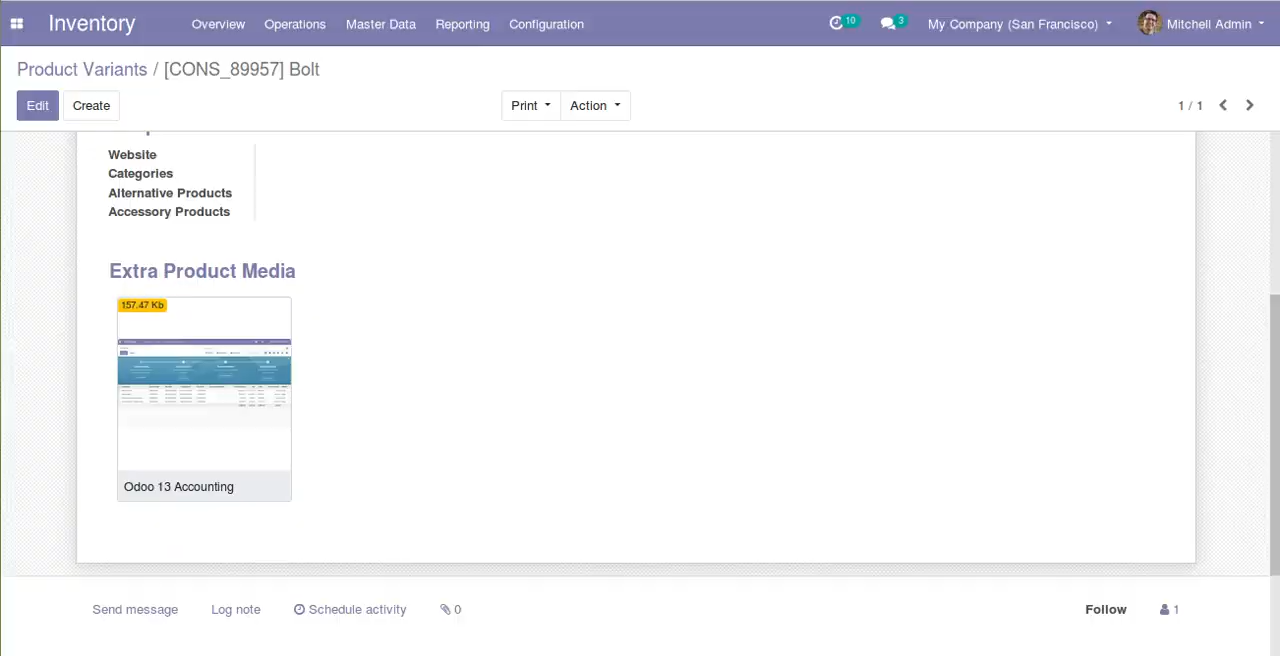 Inventory Overview Operations Master Data Reporting Configuration 10 3 My Company (San Francisco) Mitchell Admin
Product Variants / [CONS_89957] Bolt
Edit Create Print Action 1 / 1
Website
Categories
Alternative Products
Accessory Products
Extra Product Media
157.47 Kb
Odoo 13 Accounting
Send message Log note Schedule activity 0 Follow 1